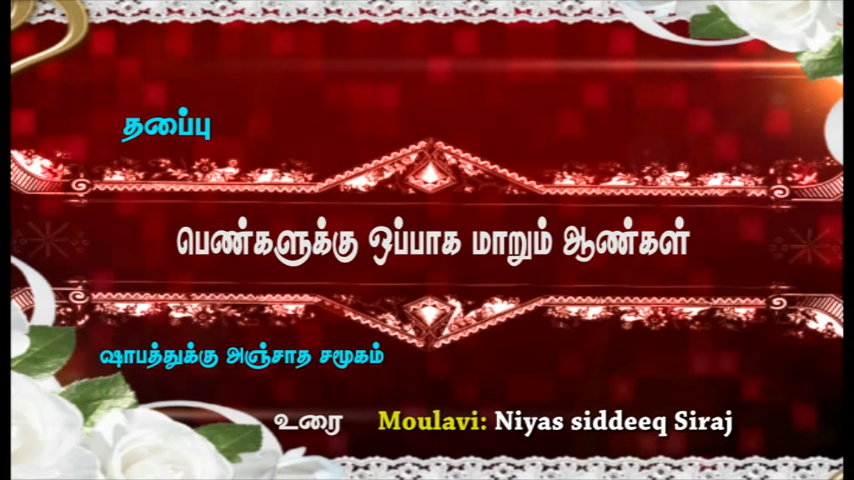 தலைப்பு
பெண்களுக்கு ஒப்பாக மாறும் ஆண்கள்
ஷாபத்துக்கு அஞ்சாத சமூகம்
உரை Moulavi: Niyas siddeeq Siraj